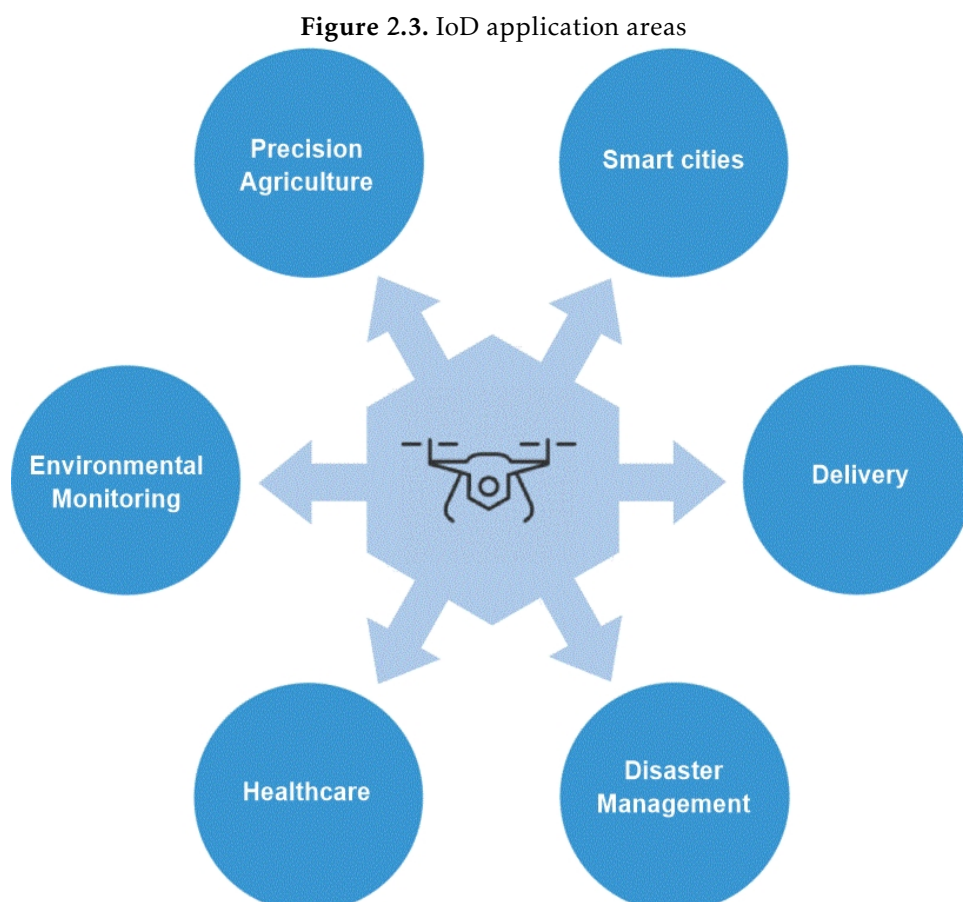 Figure 2.3. IoD application areas
Precision
Agriculture
Smart cities
Environmental
Monitoring
Delivery
Healthcare
Disaster
Management